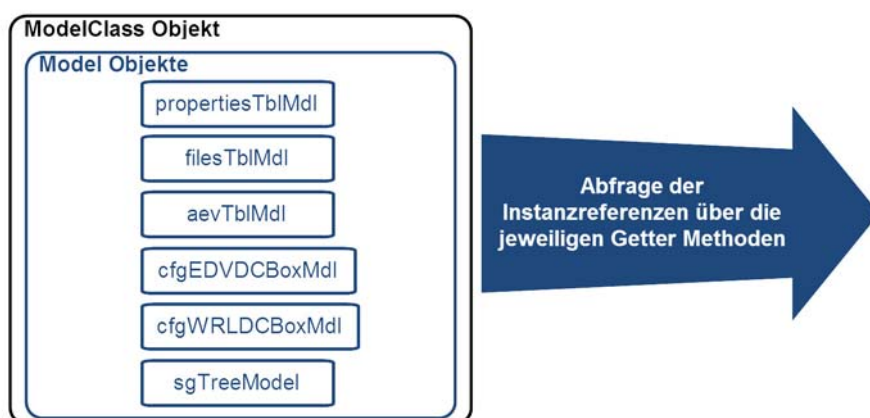 ModelClass Objekt
Model Objekte
propertiesTblMdl
filesTblMdl
aevTblMdl
cfgEDVDCBoxMdl
cfgWRLDCBoxMdl
sgTreeModel
Abfrage der
Instanzreferenzen über die
jeweiligen Getter Methoden